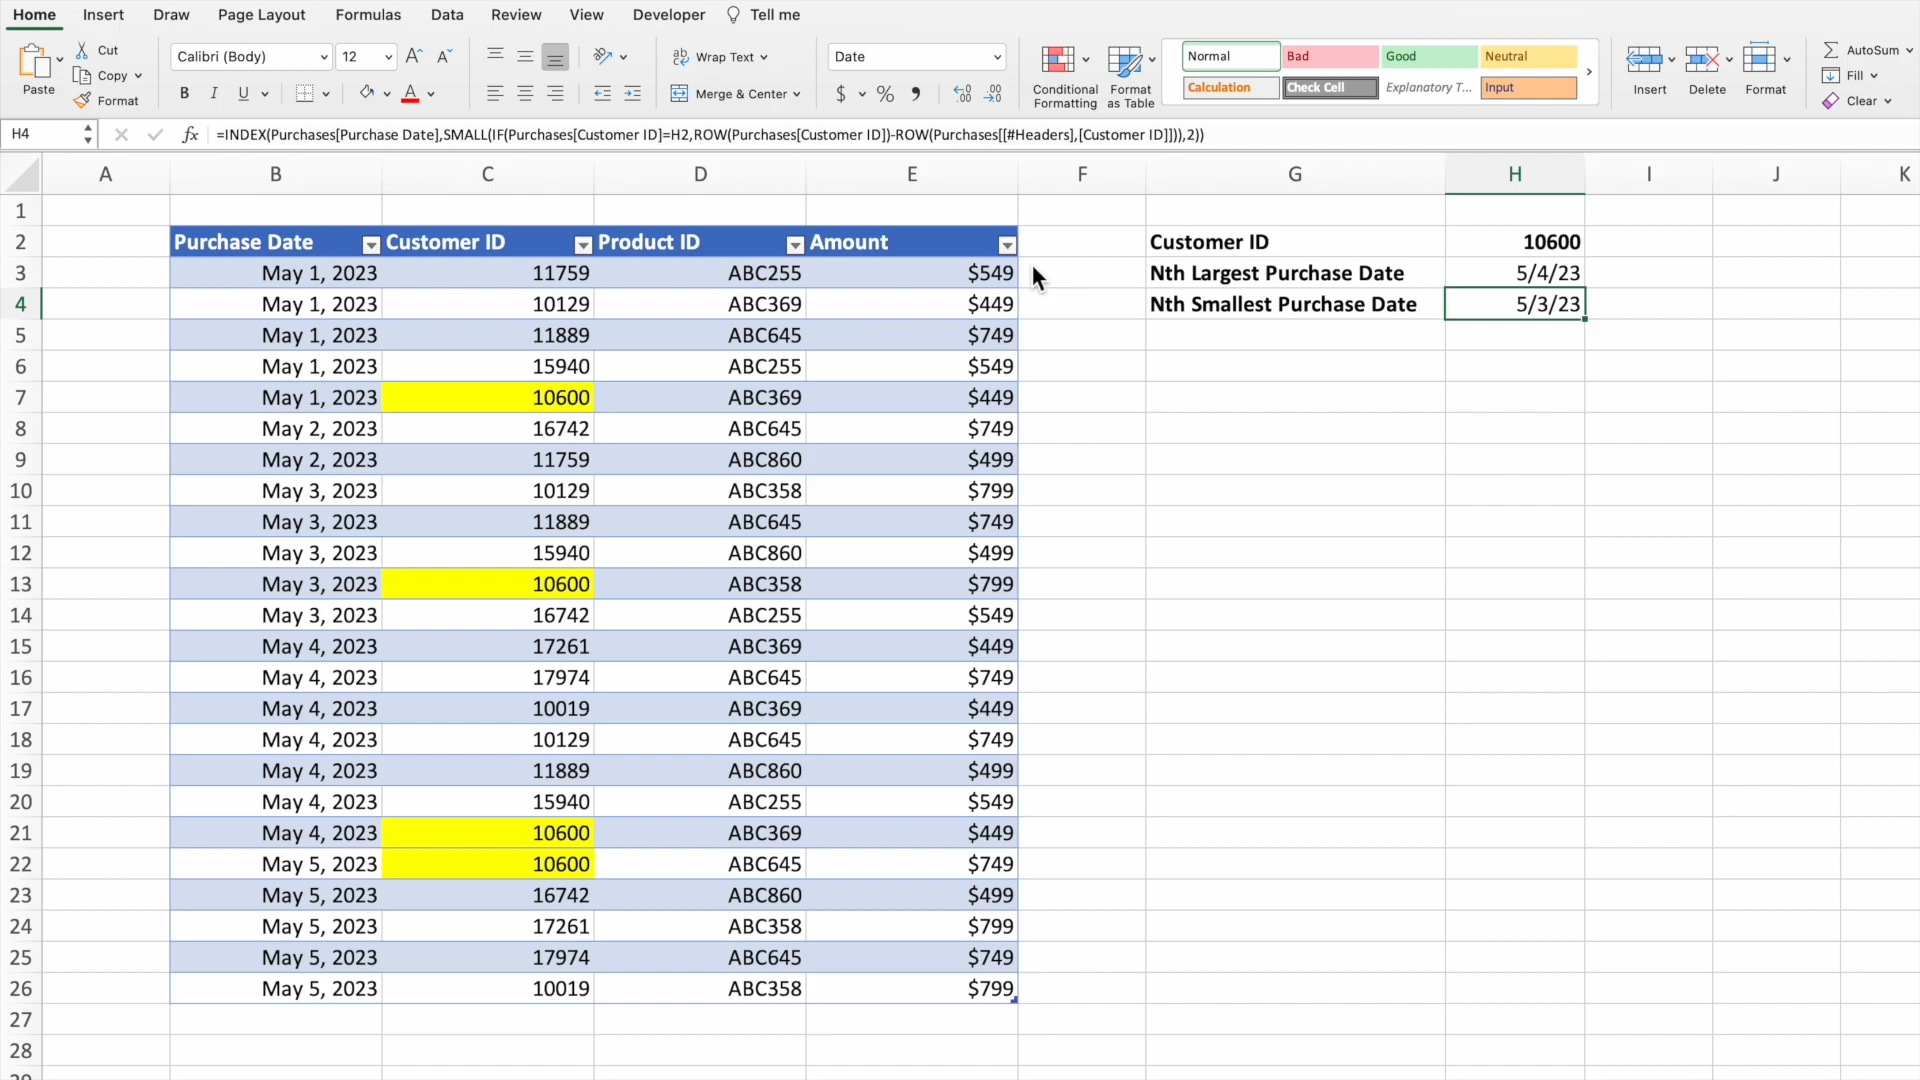 Home Insert Draw Page Layout Formulas Data Review View Developer Tell me
Cut
Copy
Format
Paste
Calibri (Body) 12
B I U
Wrap Text
Merge & Center
Date
$ %
Conditional Formatting
Format as Table
Normal Bad Good Neutral
Calculation Check Cell Explanatory T... Input
Insert Delete Format
AutoSum
Fill
Clear
H4 fx =INDEX(Purchases[Purchase Date],SMALL(IF(Purchases[Customer ID]=H2,ROW(Purchases[Customer ID])-ROW(Purchases[[#Headers],[Customer ID]])),2))
A B C D E F G H I J K
1
2 Purchase Date Customer ID Product ID Amount Customer ID 10600
3 May 1, 2023 11759 ABC255 $549 Nth Largest Purchase Date 5/4/23
4 May 1, 2023 10129 ABC369 $449 Nth Smallest Purchase Date 5/3/23
5 May 1, 2023 11889 ABC645 $749
6 May 1, 2023 15940 ABC255 $549
7 May 1, 2023 10600 ABC369 $449
8 May 2, 2023 16742 ABC645 $749
9 May 2, 2023 11759 ABC860 $499
10 May 3, 2023 10129 ABC358 $799
11 May 3, 2023 11889 ABC645 $749
12 May 3, 2023 15940 ABC860 $499
13 May 3, 2023 10600 ABC358 $799
14 May 3, 2023 16742 ABC255 $549
15 May 4, 2023 17261 ABC369 $449
16 May 4, 2023 17974 ABC645 $749
17 May 4, 2023 10019 ABC369 $449
18 May 4, 2023 10129 ABC645 $749
19 May 4, 2023 11889 ABC860 $499
20 May 4, 2023 15940 ABC255 $549
21 May 4, 2023 10600 ABC369 $449
22 May 5, 2023 10600 ABC645 $749
23 May 5, 2023 16742 ABC860 $499
24 May 5, 2023 17261 ABC358 $799
25 May 5, 2023 17974 ABC645 $749
26 May 5, 2023 10019 ABC358 $799
27
28